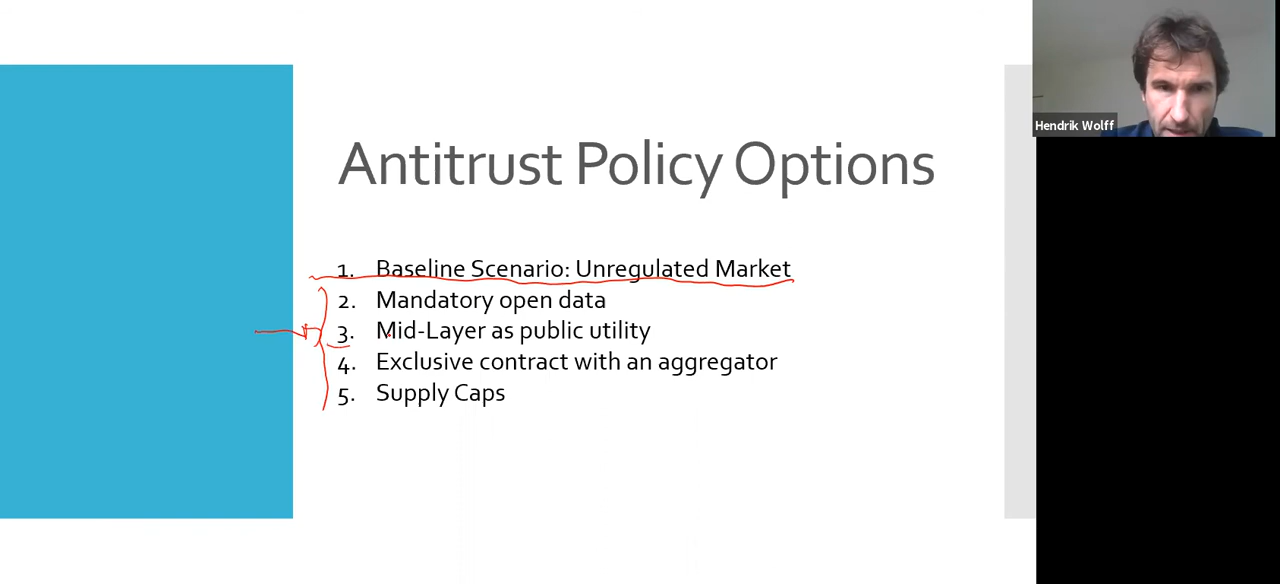 Antitrust Policy Options
1. Baseline Scenario: Unregulated Market
2. Mandatory open data
3. Mid-Layer as public utility
4. Exclusive contract with an aggregator
5. Supply Caps
Hendrik Wolff